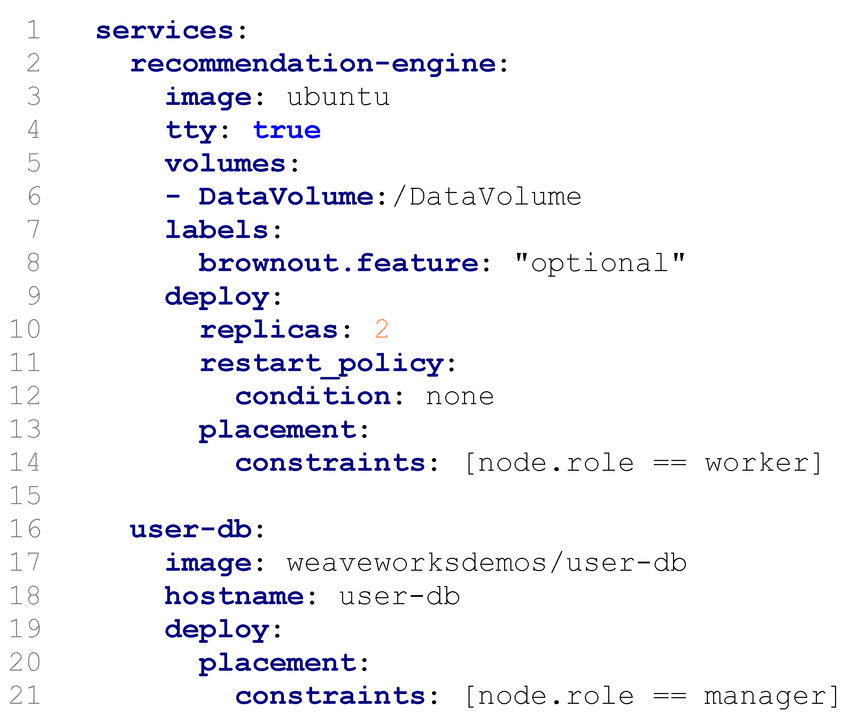 1 services:
2   recommendation-engine:
3     image: ubuntu
4     tty: true
5     volumes:
6     - DataVolume:/DataVolume
7     labels:
8       brownout.feature: "optional"
9     deploy:
10       replicas: 2
11       restart_policy:
12         condition: none
13       placement:
14         constraints: [node.role == worker]
15
16   user-db:
17     image: weaveworksdemos/user-db
18     hostname: user-db
19     deploy:
20       placement:
21         constraints: [node.role == manager]